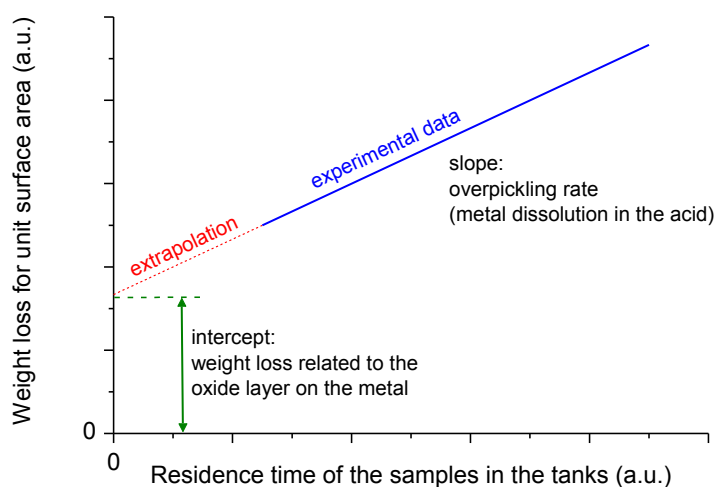 Weight loss for unit surface area (a.u.)
experimental data
slope:
overpickling rate
(metal dissolution in the acid)
extrapolation
intercept:
weight loss related to the
oxide layer on the metal
0
0
Residence time of the samples in the tanks (a.u.)